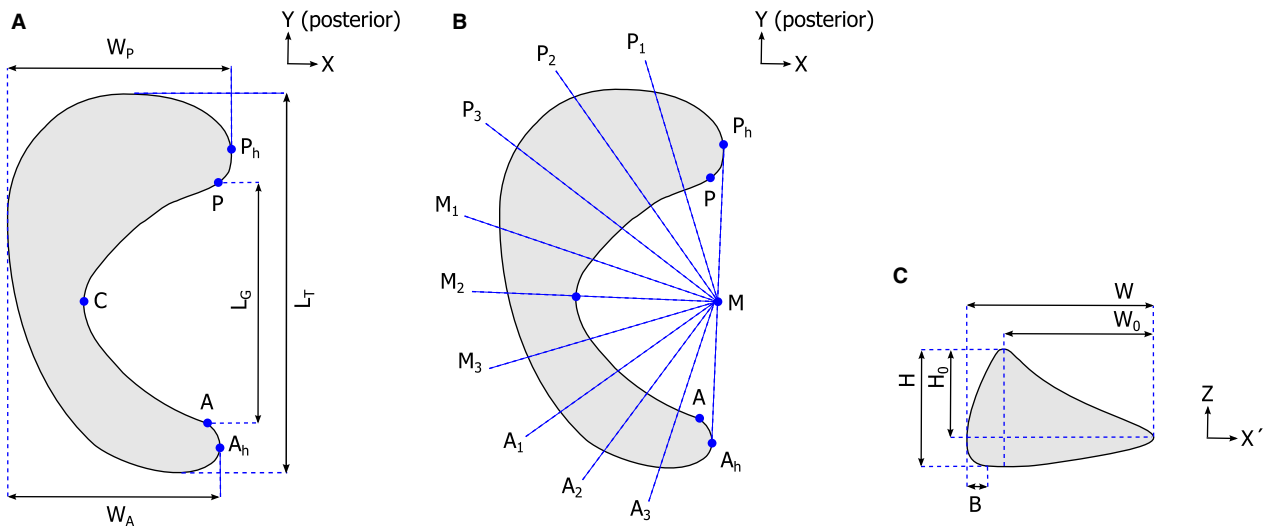 A
W_P
Y (posterior)
X
P_h
P
C
L_G
L_T
A
A_h
W_A
B
Y (posterior)
X
P_1
P_2
P_3
P_h
P
M_1
M_2
M
M_3
A
A_h
A_1
A_2
A_3
C
W
W_0
H
H_0
B
Z
X´